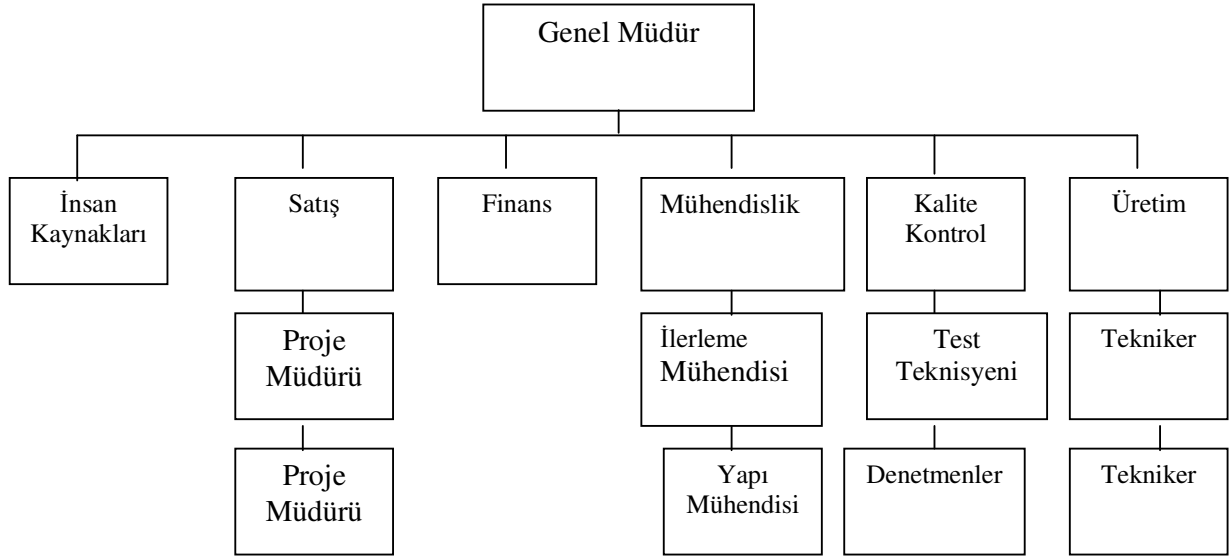 Genel Müdür
İnsan
Kaynakları
Satış
Finans
Mühendislik
Kalite
Kontrol
Üretim
Proje
Müdürü
İlerleme
Mühendisi
Test
Teknisyeni
Tekniker
Proje
Müdürü
Yapı
Mühendisi
Denetmenler
Tekniker